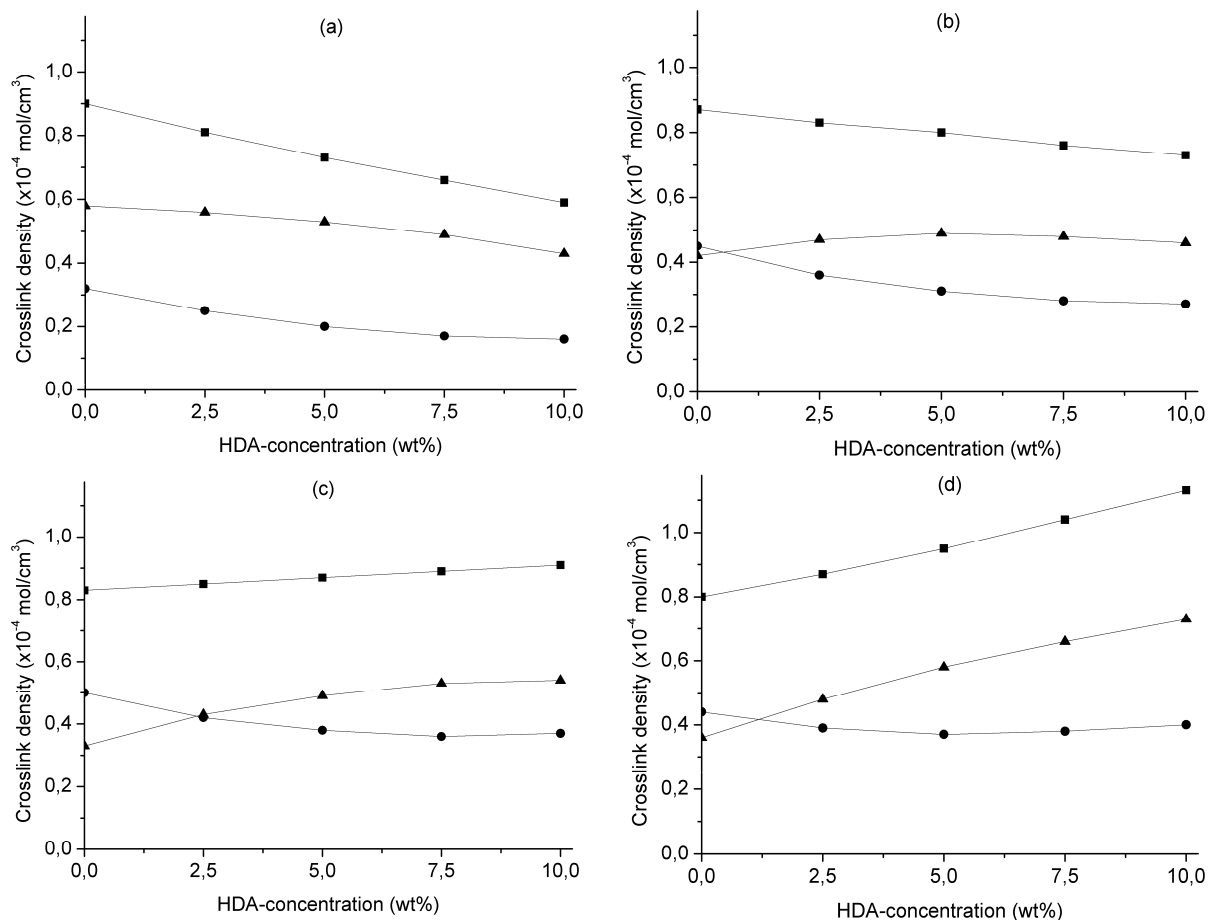 (a)
Crosslink density (x10⁻⁴ mol/cm³)
1,0
0,8
0,6
0,4
0,2
0,0
0,0 2,5 5,0 7,5 10,0
HDA-concentration (wt%)
(b)
Crosslink density (x10⁻⁴ mol/cm³)
1,0
0,8
0,6
0,4
0,2
0,0
0,0 2,5 5,0 7,5 10,0
HDA-concentration (wt%)
(c)
Crosslink density (x10⁻⁴ mol/cm³)
1,0
0,8
0,6
0,4
0,2
0,0
0,0 2,5 5,0 7,5 10,0
HDA-concentration (wt%)
(d)
Crosslink density (x10⁻⁴ mol/cm³)
1,0
0,8
0,6
0,4
0,2
0,0
0,0 2,5 5,0 7,5 10,0
HDA-concentration (wt%)